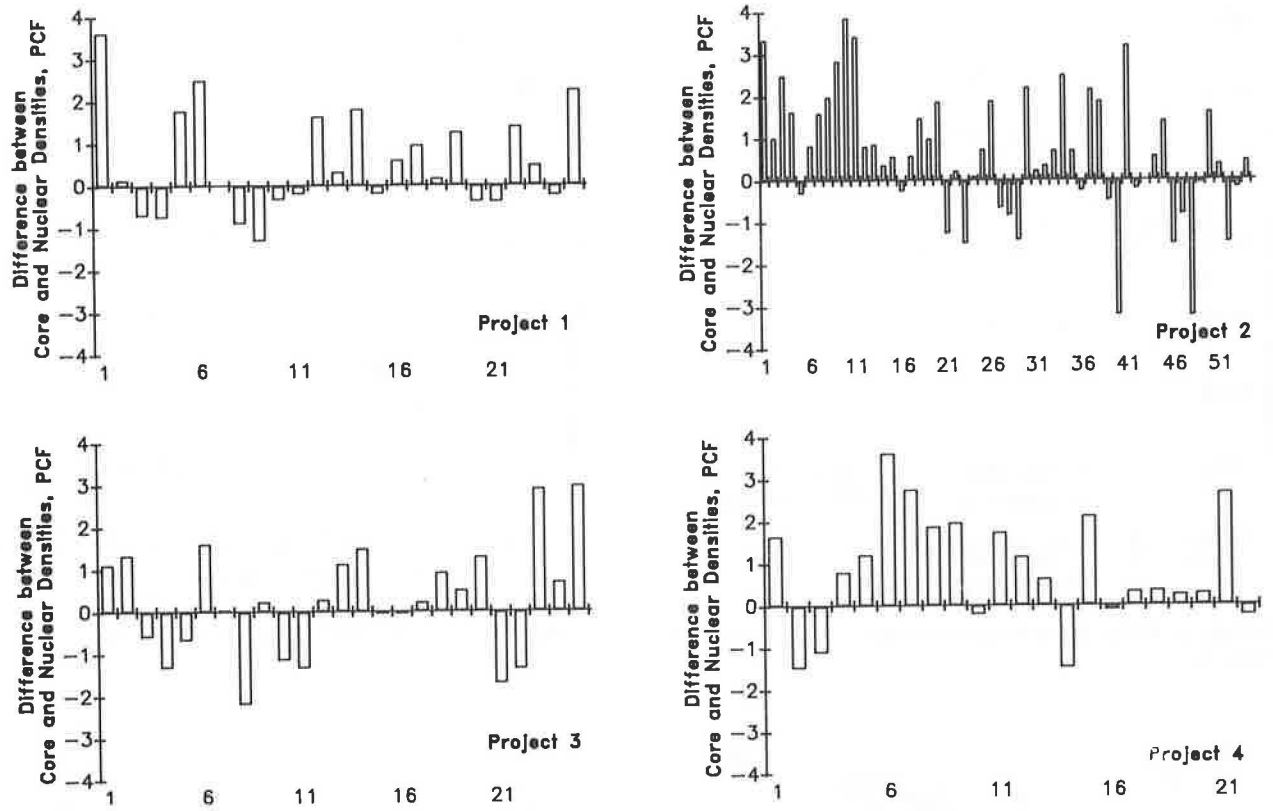 Difference between
Core and Nuclear Densities, PCF
4
3
2
1
0
−1
−2
−3
−4
Project 1
1 6 11 16 21
Difference between
Core and Nuclear Densities, PCF
4
3
2
1
0
−1
−2
−3
−4
Project 2
1 6 11 16 21 26 31 36 41 46 51
Difference between
Core and Nuclear Densities, PCF
4
3
2
1
0
−1
−2
−3
−4
Project 3
1 6 11 16 21
Difference between
Core and Nuclear Densities, PCF
4
3
2
1
0
−1
−2
−3
−4
Project 4
1 6 11 16 21